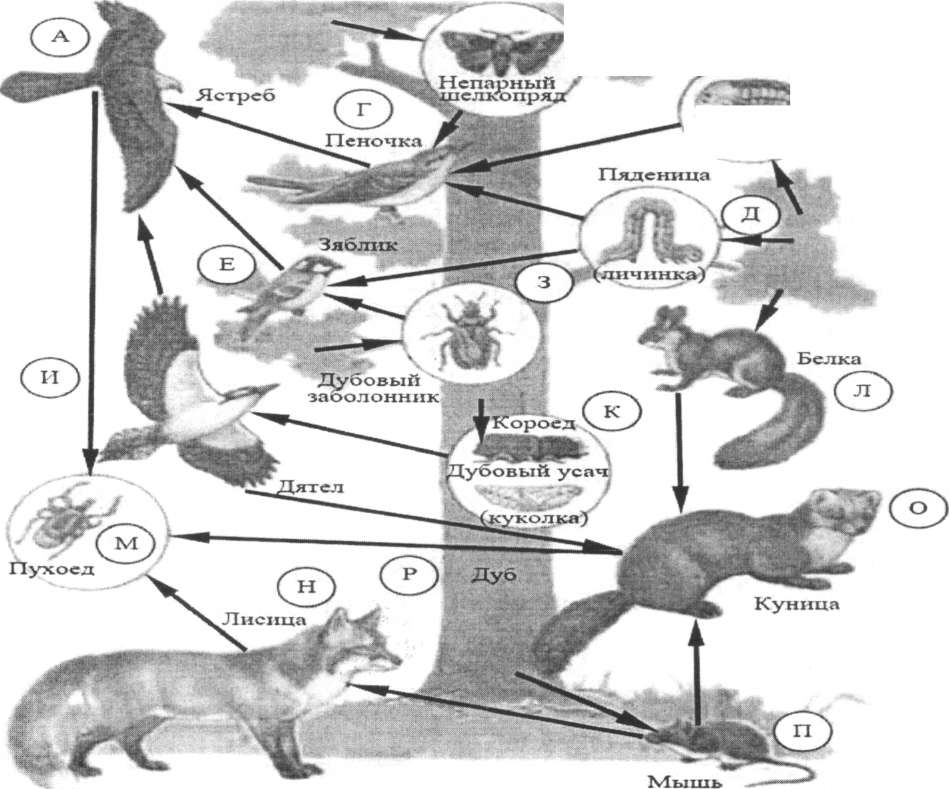 А
Непарный
шелкопряд
Ястреб
Г
Пеночка
Пяденица
Д
Зяблик
Е
(личинка)
З
Белка
И
Дубовый
заболонник
К
Л
Короед
Дубовый усач
Дятел
(куколка)
О
М
Пухоед
Н
Р
Дуб
Куница
Лисица
П
Мышь